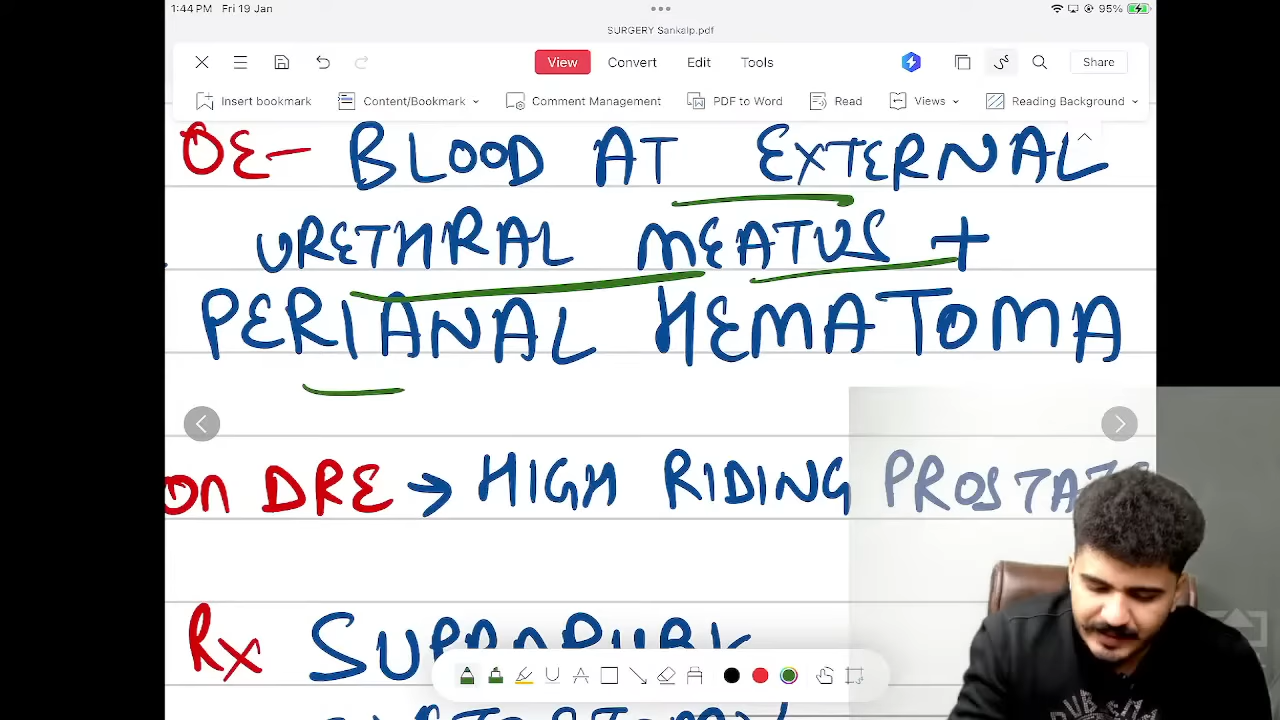 1:44 PM Fri 19 Jan
95%
SURGERY Sankalp.pdf
View Convert Edit Tools
Share
Insert bookmark Content/Bookmark Comment Management PDF to Word Read Views Reading Background
OE- BLOOD AT EXTERNAL
URETHRAL MEATUS +
PERIANAL HEMATOMA
on DRE → HIGH RIDING
Rx